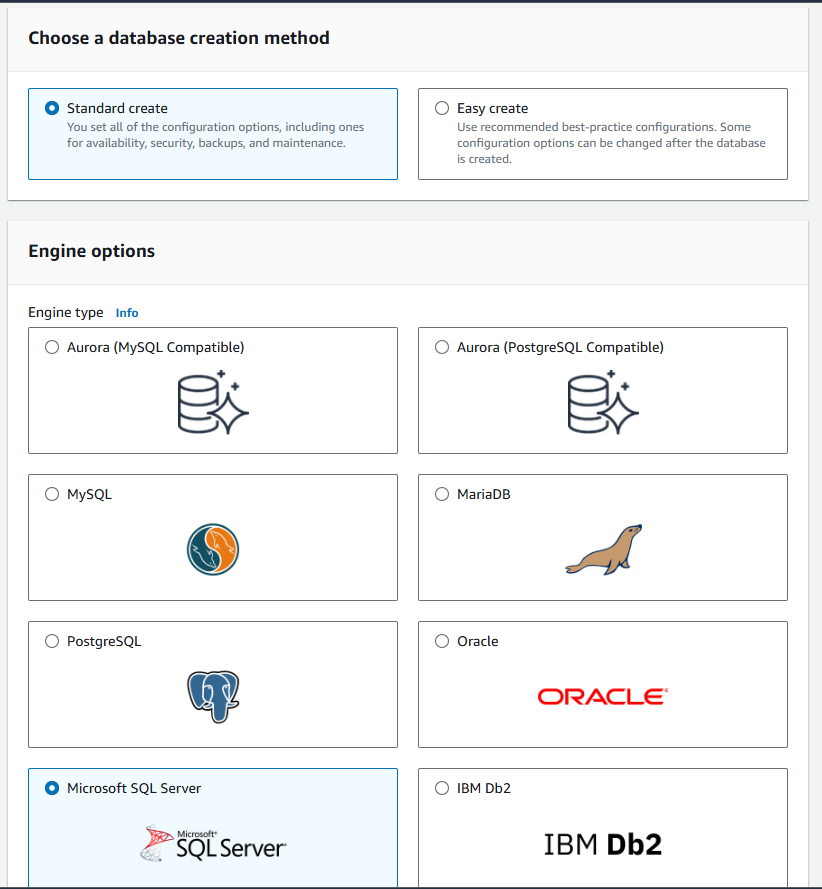 Choose a database creation method
Standard create
You set all of the configuration options, including ones
for availability, security, backups, and maintenance.
Easy create
Use recommended best-practice configurations. Some
configuration options can be changed after the database
is created.
Engine options
Engine type Info
Aurora (MySQL Compatible)
Aurora (PostgreSQL Compatible)
MySQL
MariaDB
PostgreSQL
Oracle
ORACLE®
Microsoft SQL Server
Microsoft®
SQL Server®
IBM Db2
IBM Db2